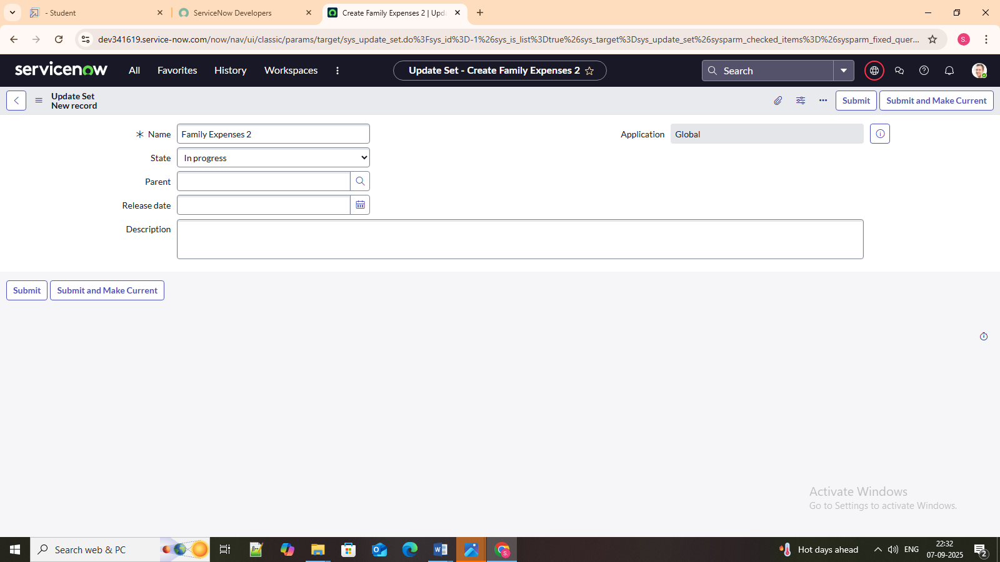 - Student
ServiceNow Developers
Create Family Expenses 2 | Upd
dev341619.service-now.com/now/nav/ui/classic/params/target/sys_update_set.do%3Fsys_id%3D-1%26sys_is_list%3Dtrue%26sys_target%3Dsys_update_set%26sysparm_checked_items%3D%26sysparm_fixed_quer...
S.
servicenow
All
Favorites
History
Workspaces
Update Set - Create Family Expenses 2
Search
Update Set
New record
Submit
Submit and Make Current
Name
Family Expenses 2
Application
Global
State
In progress
Parent
Release date
Description
Submit
Submit and Make Current
Activate Windows
Go to Settings to activate Windows.
Search web & PC
S.
Hot days ahead
ENG
22:32
07-09-2025
2